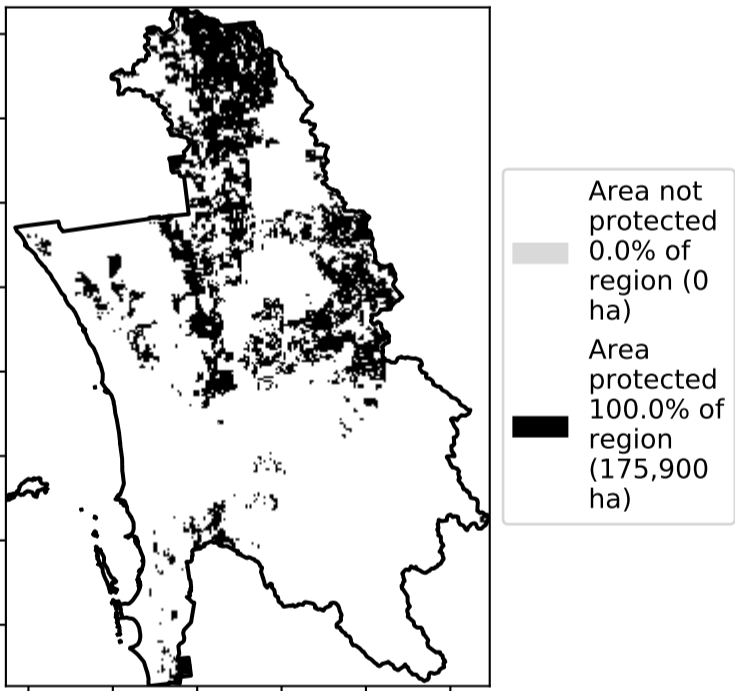 Area not
protected
0.0% of
region (0
ha)
Area
protected
100.0% of
region
(175,900
ha)